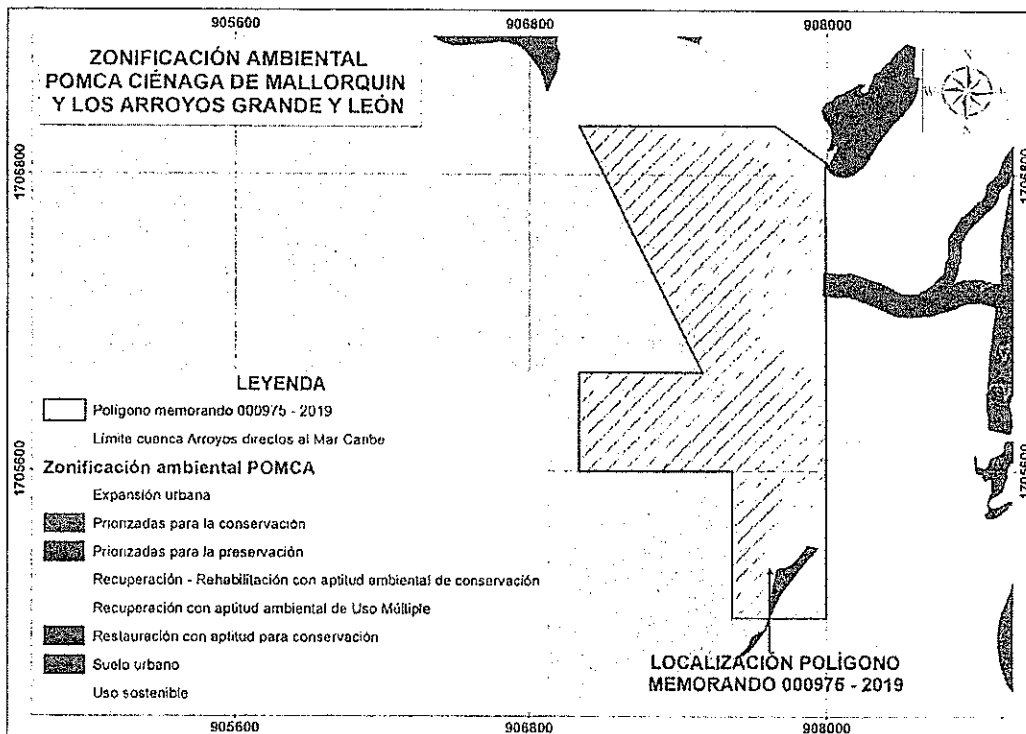 905600 906800 908000
ZONIFICACIÓN AMBIENTAL
POMCA CIÉNAGA DE MALLORQUIN
Y LOS ARROYOS GRANDE Y LEÓN
N
W
1706800
1706800
1705600
1705600
LEYENDA
Polígono memorando 000975 - 2019
Límite cuenca Arroyos directos al Mar Caribe
Zonificación ambiental POMCA
Expansión urbana
Priorizadas para la conservación
Priorizadas para la preservación
Recuperación - Rehabilitación con aptitud ambiental de conservación
Recuperación con aptitud ambiental de Uso Múltiple
Restauración con aptitud para conservación
Suelo urbano
Uso sostenible
LOCALIZACIÓN POLÍGONO
MEMORANDO 000975 - 2019
905600 906800 908000